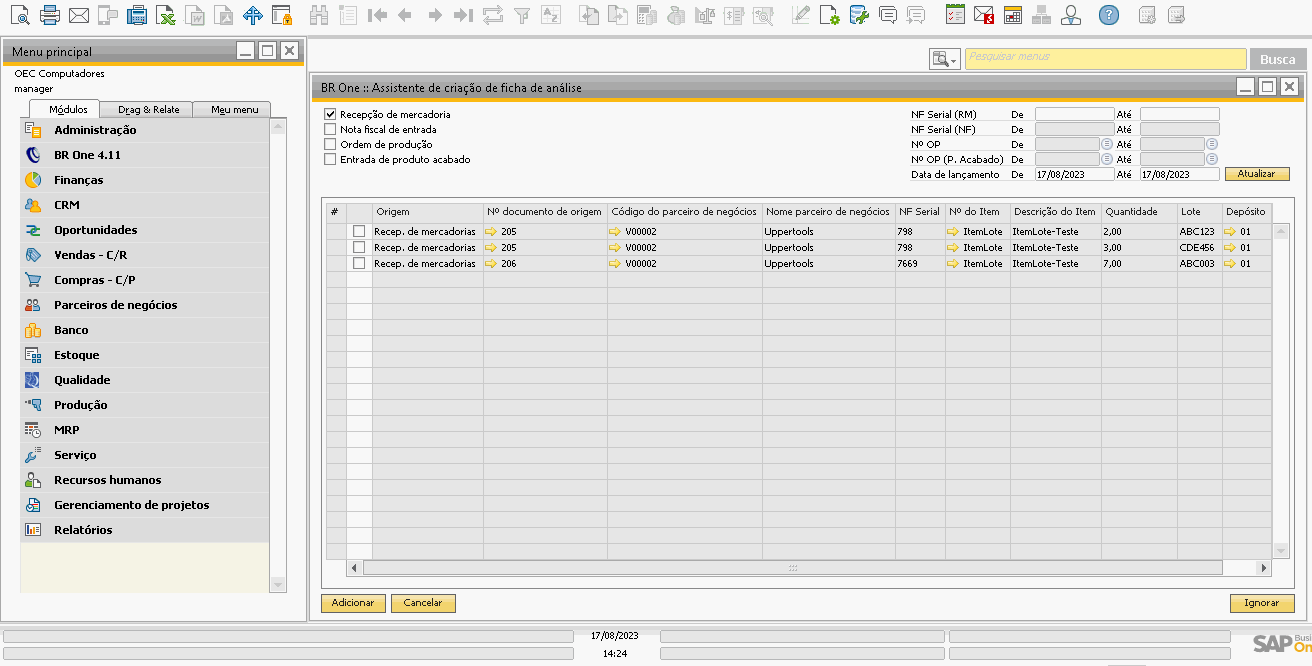 Menu principal
OEC Computadores
manager
Módulos Drag & Relate Meu menu
Administração
BR One 4.11
Finanças
CRM
Oportunidades
Vendas - C/R
Compras - C/P
Parceiros de negócios
Banco
Estoque
Qualidade
Produção
MRP
Serviço
Recursos humanos
Gerenciamento de projetos
Relatórios
Pesquisar menus Busca
BR One :: Assistente de criação de ficha de análise
Recepção de mercadoria
Nota fiscal de entrada
Ordem de produção
Entrada de produto acabado
NF Serial (RM) De Até
NF Serial (NF) De Até
Nº OP De Até
Nº OP (P. Acabado) De Até
Data de lançamento De 17/08/2023 Até 17/08/2023 Atualizar
# Origem Nº documento de origem Código do parceiro de negócios Nome parceiro de negócios NF Serial Nº do Item Descrição do Item Quantidade Lote Depósito
Recep. de mercadorias 205 V00002 Uppertools 798 ItemLote ItemLote-Teste 2,00 ABC123 01
Recep. de mercadorias 205 V00002 Uppertools 798 ItemLote ItemLote-Teste 3,00 CDE456 01
Recep. de mercadorias 206 V00002 Uppertools 7669 ItemLote ItemLote-Teste 7,00 ABC003 01
Adicionar Cancelar Ignorar
17/08/2023
14:24
SAP